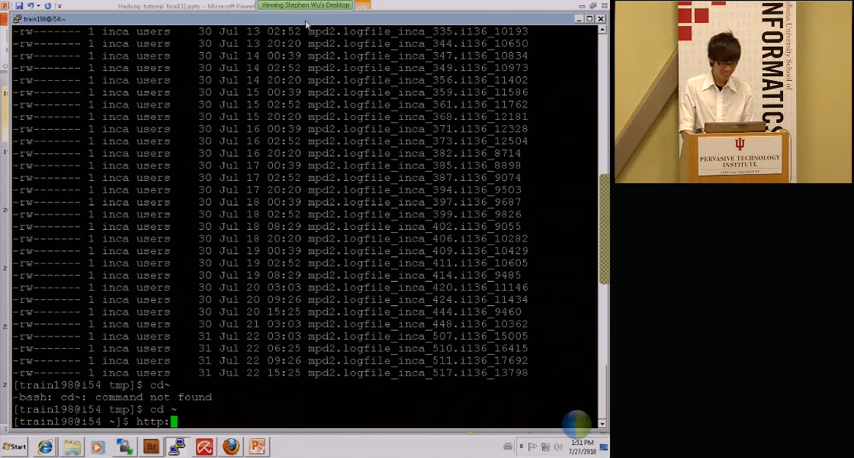 Hadoop tutorial final11.pptx - Microsoft Power
Viewing Stephen Wu's Desktop
train198@i54:~
-rw------- 1 inca users 30 Jul 13 02:52 mpd2.logfile_inca_335.i136_10193
-rw------- 1 inca users 30 Jul 13 20:20 mpd2.logfile_inca_344.i136_10650
-rw------- 1 inca users 30 Jul 14 00:39 mpd2.logfile_inca_347.i136_10834
-rw------- 1 inca users 30 Jul 14 02:52 mpd2.logfile_inca_349.i136_10973
-rw------- 1 inca users 30 Jul 14 20:20 mpd2.logfile_inca_356.i136_11402
-rw------- 1 inca users 30 Jul 15 00:39 mpd2.logfile_inca_359.i136_11586
-rw------- 1 inca users 30 Jul 15 02:52 mpd2.logfile_inca_361.i136_11762
-rw------- 1 inca users 30 Jul 15 20:20 mpd2.logfile_inca_368.i136_12181
-rw------- 1 inca users 30 Jul 16 00:39 mpd2.logfile_inca_371.i136_12328
-rw------- 1 inca users 30 Jul 16 02:52 mpd2.logfile_inca_373.i136_12504
-rw------- 1 inca users 30 Jul 16 20:20 mpd2.logfile_inca_382.i136_8714
-rw------- 1 inca users 30 Jul 17 00:39 mpd2.logfile_inca_385.i136_8898
-rw------- 1 inca users 30 Jul 17 02:52 mpd2.logfile_inca_387.i136_9074
-rw------- 1 inca users 30 Jul 17 20:20 mpd2.logfile_inca_394.i136_9503
-rw------- 1 inca users 30 Jul 18 00:39 mpd2.logfile_inca_397.i136_9687
-rw------- 1 inca users 30 Jul 18 02:52 mpd2.logfile_inca_399.i136_9826
-rw------- 1 inca users 30 Jul 18 08:29 mpd2.logfile_inca_402.i136_9055
-rw------- 1 inca users 30 Jul 18 20:20 mpd2.logfile_inca_406.i136_10282
-rw------- 1 inca users 30 Jul 19 00:39 mpd2.logfile_inca_409.i136_10429
-rw------- 1 inca users 30 Jul 19 02:52 mpd2.logfile_inca_411.i136_10605
-rw------- 1 inca users 30 Jul 19 08:29 mpd2.logfile_inca_414.i136_9485
-rw------- 1 inca users 30 Jul 20 03:03 mpd2.logfile_inca_420.i136_11146
-rw------- 1 inca users 30 Jul 20 09:26 mpd2.logfile_inca_424.i136_11434
-rw------- 1 inca users 30 Jul 20 15:25 mpd2.logfile_inca_444.i136_9460
-rw------- 1 inca users 30 Jul 21 03:03 mpd2.logfile_inca_448.i136_10362
-rw------- 1 inca users 31 Jul 22 03:03 mpd2.logfile_inca_507.i136_15005
-rw------- 1 inca users 31 Jul 22 06:25 mpd2.logfile_inca_510.i136_16415
-rw------- 1 inca users 31 Jul 22 09:26 mpd2.logfile_inca_511.i136_17692
-rw------- 1 inca users 31 Jul 22 15:25 mpd2.logfile_inca_517.i136_13798
[train198@i54 tmp]$ cd~
-bash: cd~: command not found
[train198@i54 tmp]$ cd ~
[train198@i54 ~]$ http:
Start
Br
1:51 PM
7/27/2010
diana University School of
INFORMATICS
PERVASIVE TECHNOLOGY
INSTITUTE